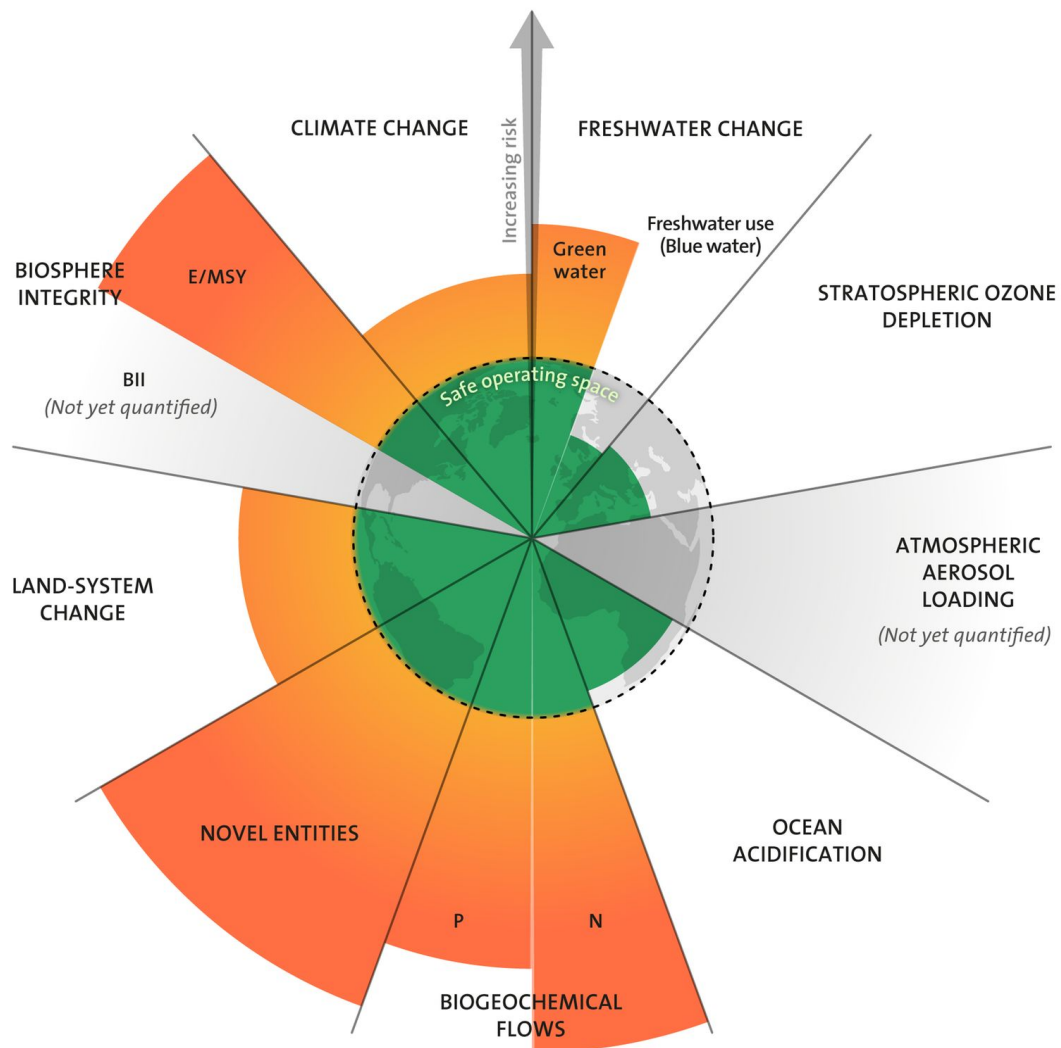 CLIMATE CHANGE
Increasing risk
FRESHWATER CHANGE
Green
water
Freshwater use
(Blue water)
STRATOSPHERIC OZONE
DEPLETION
ATMOSPHERIC
AEROSOL
LOADING
(Not yet quantified)
OCEAN
ACIDIFICATION
N
P
BIOGEOCHEMICAL
FLOWS
NOVEL ENTITIES
LAND-SYSTEM
CHANGE
BIOSPHERE
INTEGRITY
E/MSY
BII
(Not yet quantified)
Safe operating space